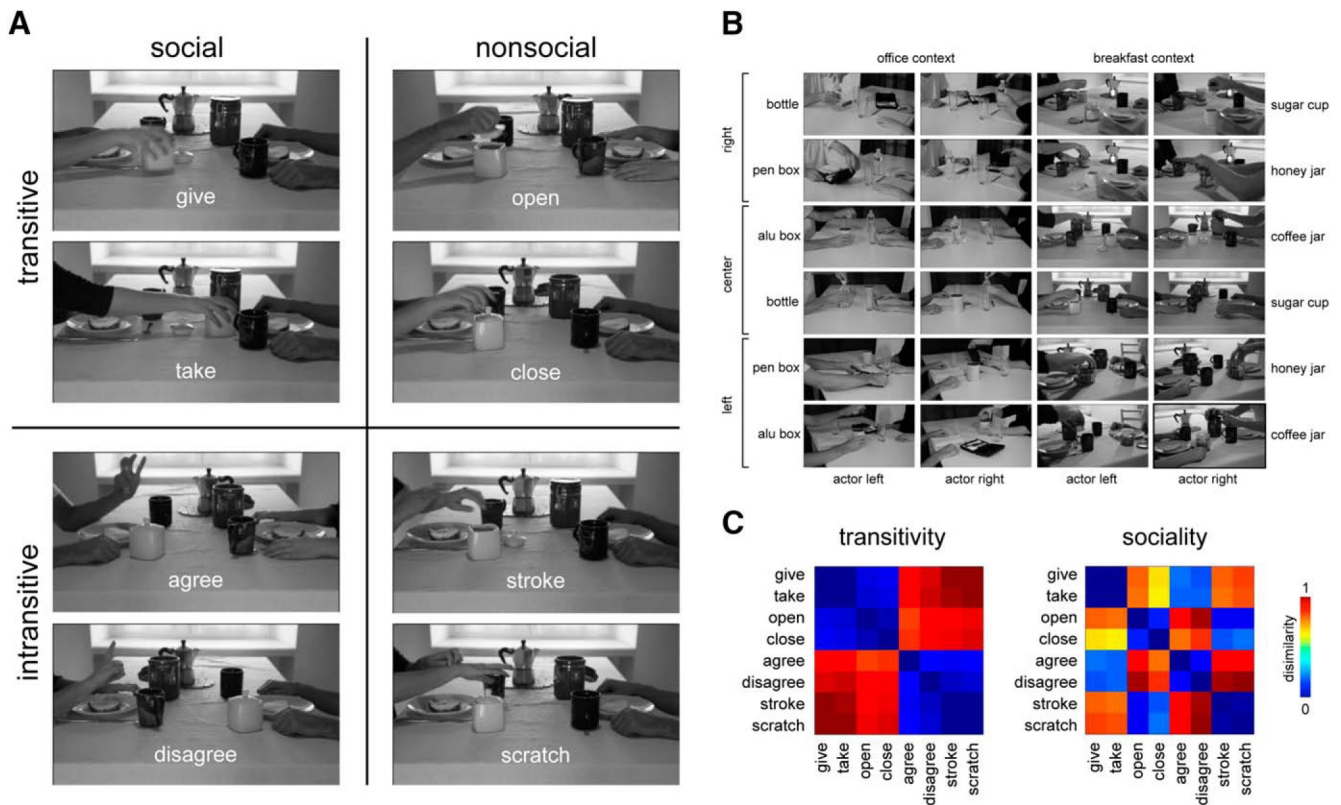 A
social
nonsocial
transitive
give
open
take
close
intransitive
agree
stroke
disagree
scratch
B
office context
breakfast context
right
bottle
sugar cup
pen box
honey jar
center
alu box
coffee jar
bottle
sugar cup
left
pen box
honey jar
alu box
coffee jar
actor left
actor right
actor left
actor right
C
transitivity
give
take
open
close
agree
disagree
stroke
scratch
give
take
open
close
agree
disagree
stroke
scratch
sociality
give
take
open
close
agree
disagree
stroke
scratch
give
take
open
close
agree
disagree
stroke
scratch
1
disimilarity
0